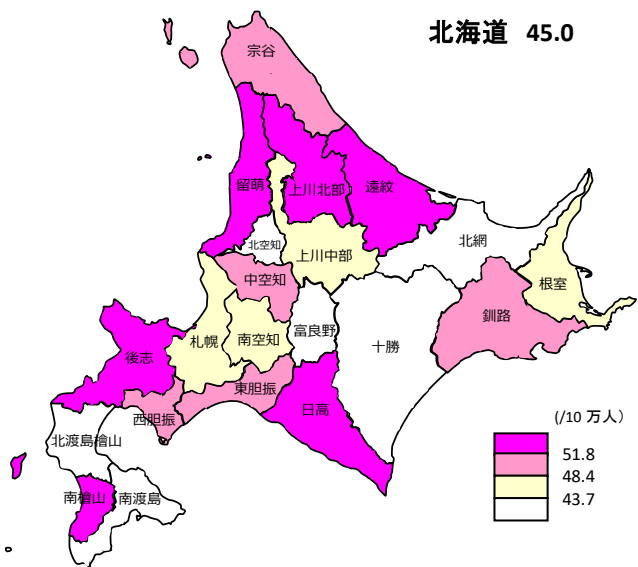 北海道 45.0
宗谷
留萌
上川北部
遠紋
北空知
上川中部
北網
中空知
根室
札幌
南空知
富良野
十勝
釧路
後志
東胆振
西胆振
日高
北渡島檜山
南檜山
南渡島
(/10 万人)
51.8
48.4
43.7